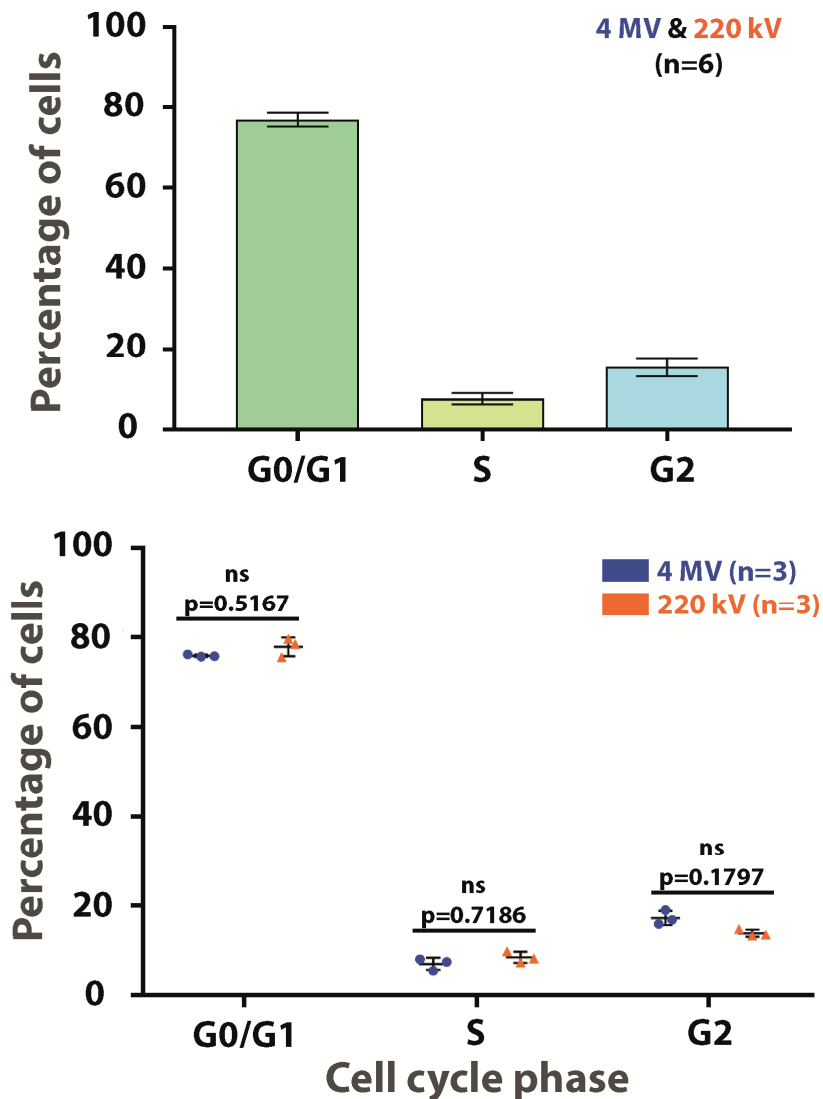 4 MV & 220 kV
(n=6)
Percentage of cells
100
80
60
40
20
0
G0/G1
S
G2
4 MV (n=3)
220 kV (n=3)
Percentage of cells
100
80
60
40
20
0
ns
p=0.5167
ns
p=0.7186
ns
p=0.1797
G0/G1
S
G2
Cell cycle phase